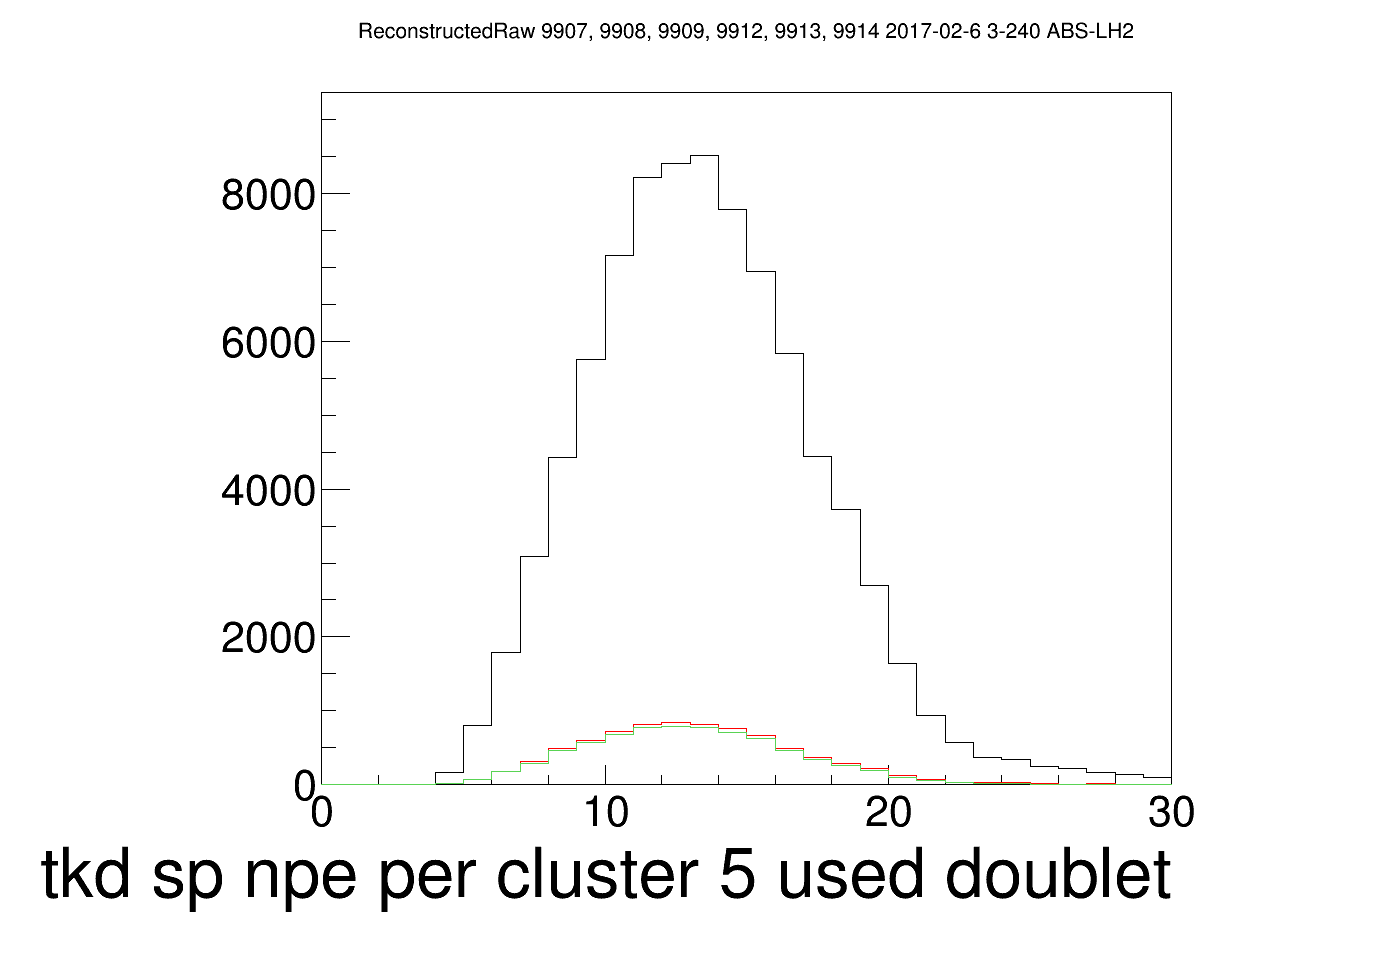 ReconstructedRaw 9907, 9908, 9909, 9912, 9913, 9914 2017-02-6 3-240 ABS-LH2
8000
6000
4000
2000
0
0 10 20 30
tkd sp npe per cluster 5 used doublet